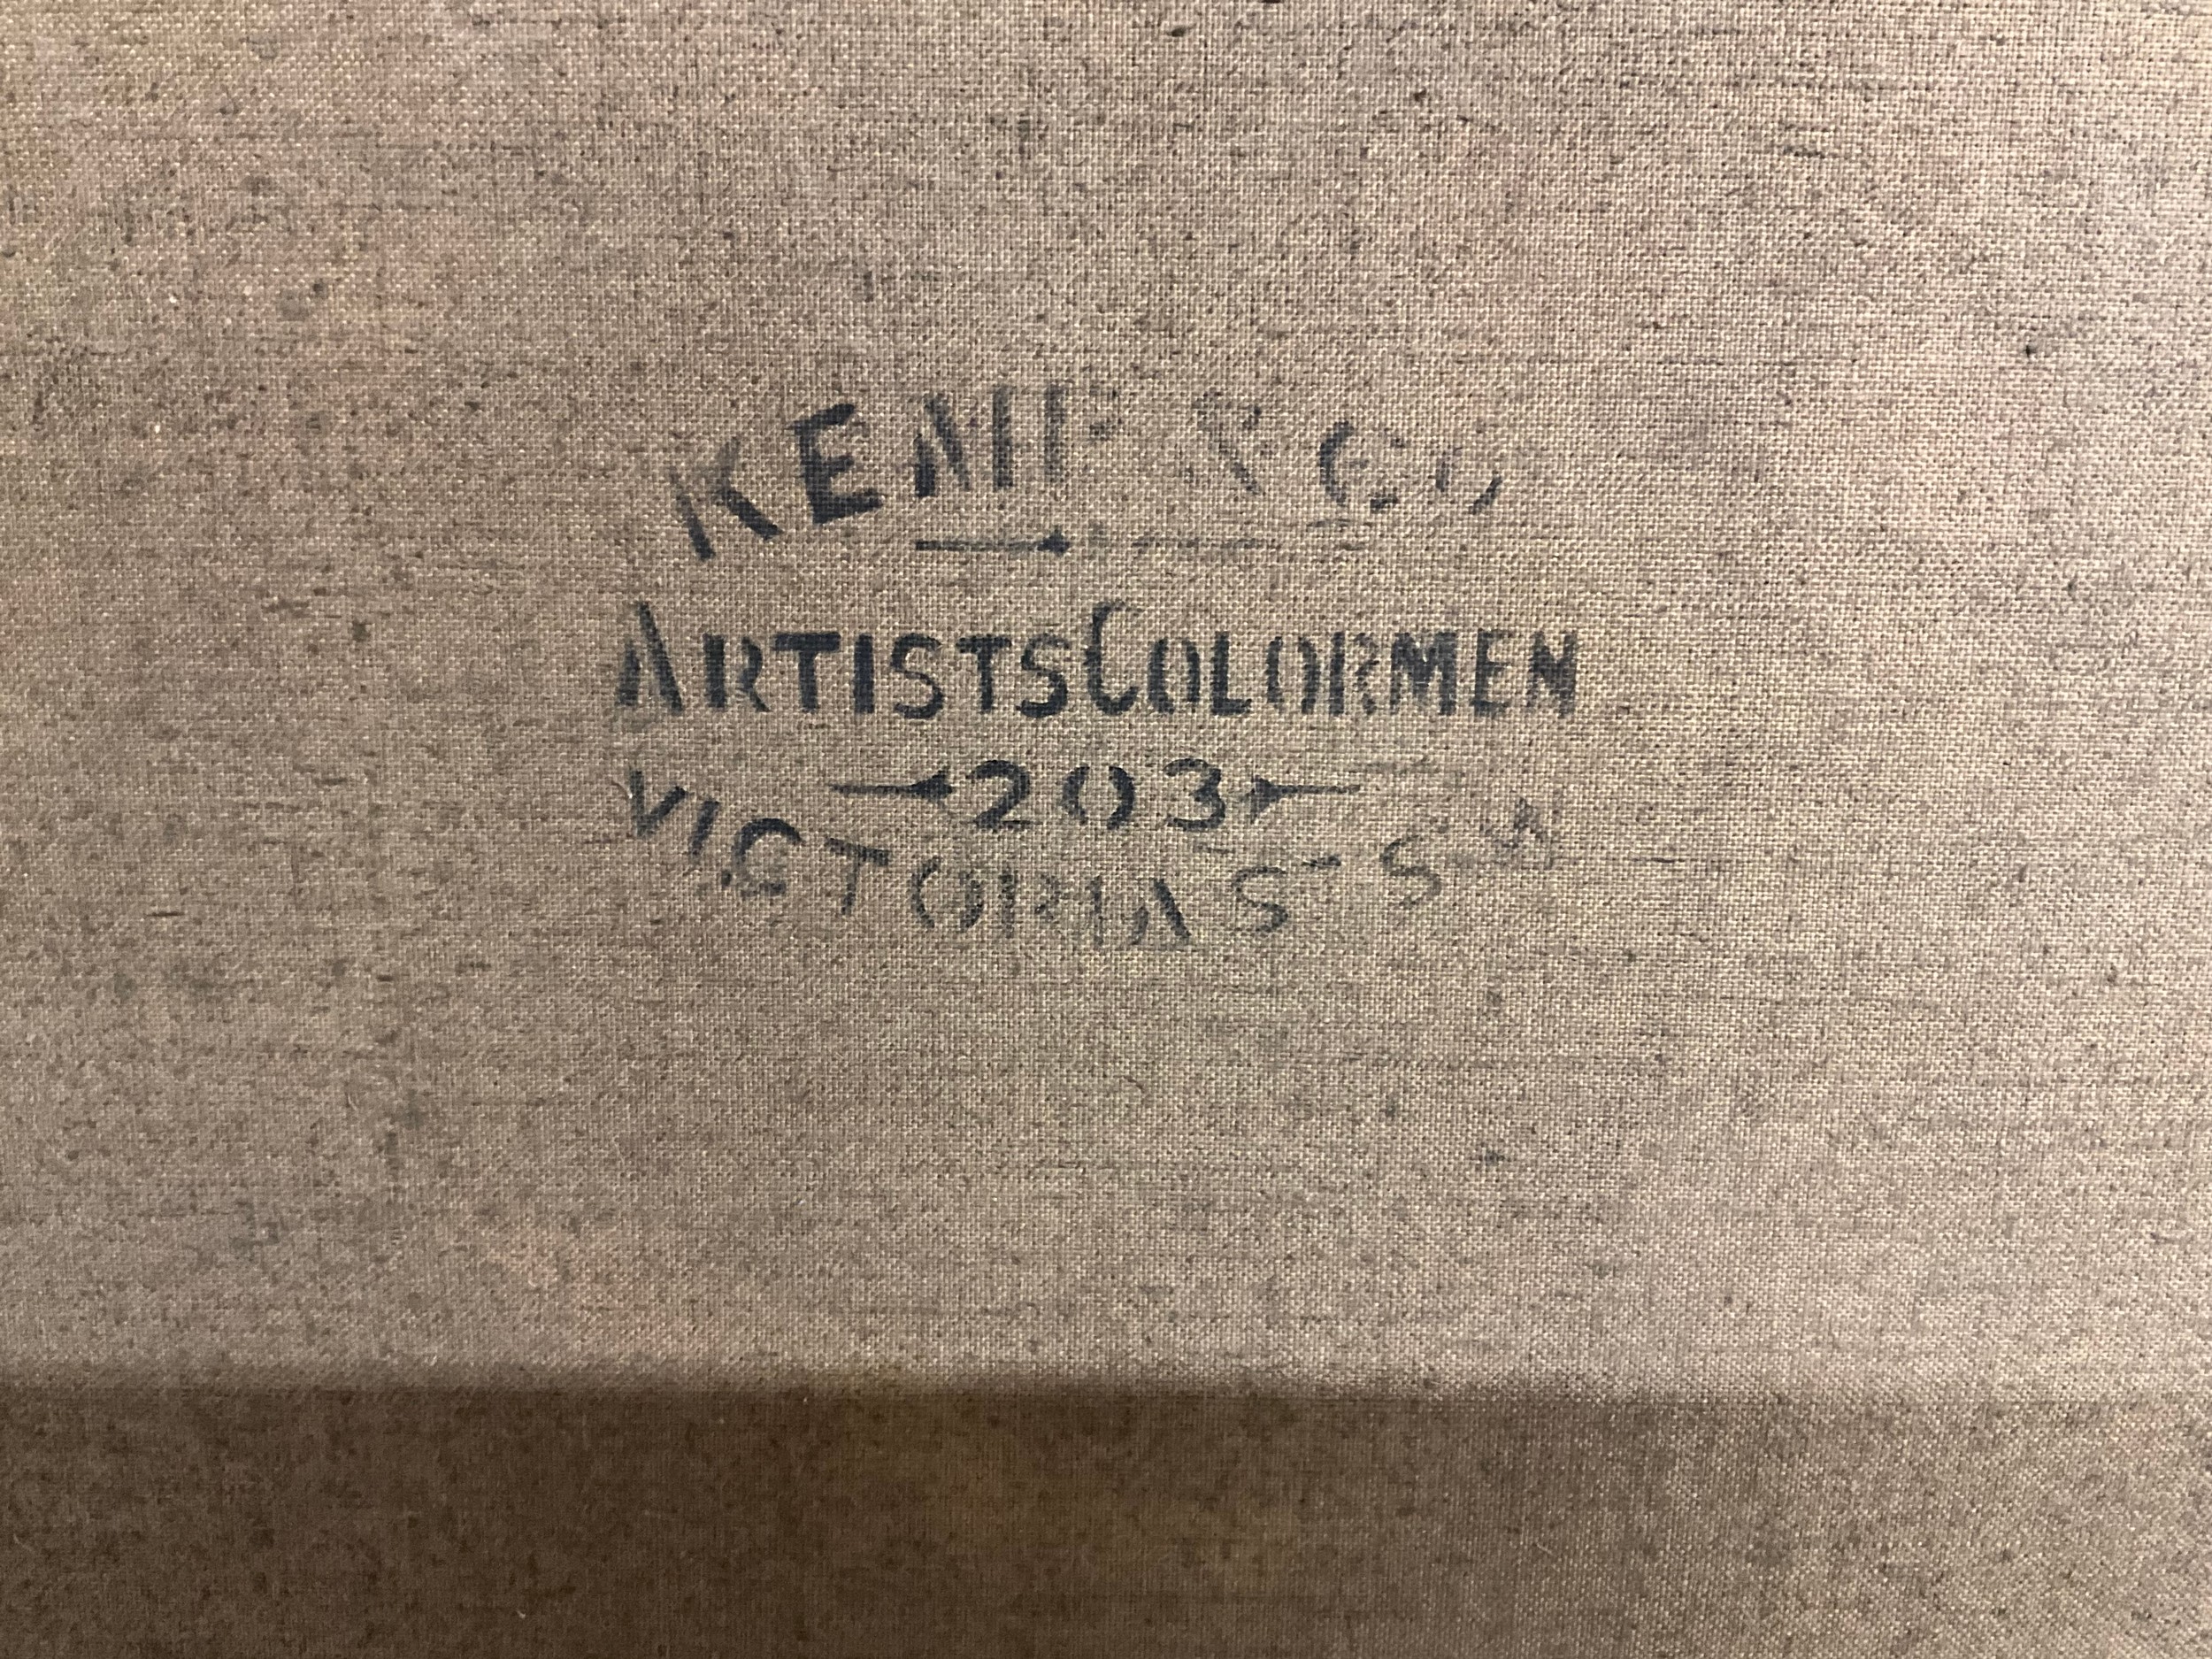 KEMP & CO
ARTISTS COLORMEN
203
VICTORIA ST S.W